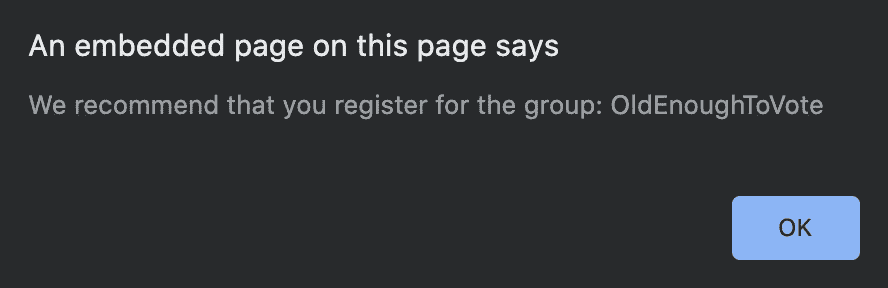 An embedded page on this page says
We recommend that you register for the group: OldEnoughToVote
OK